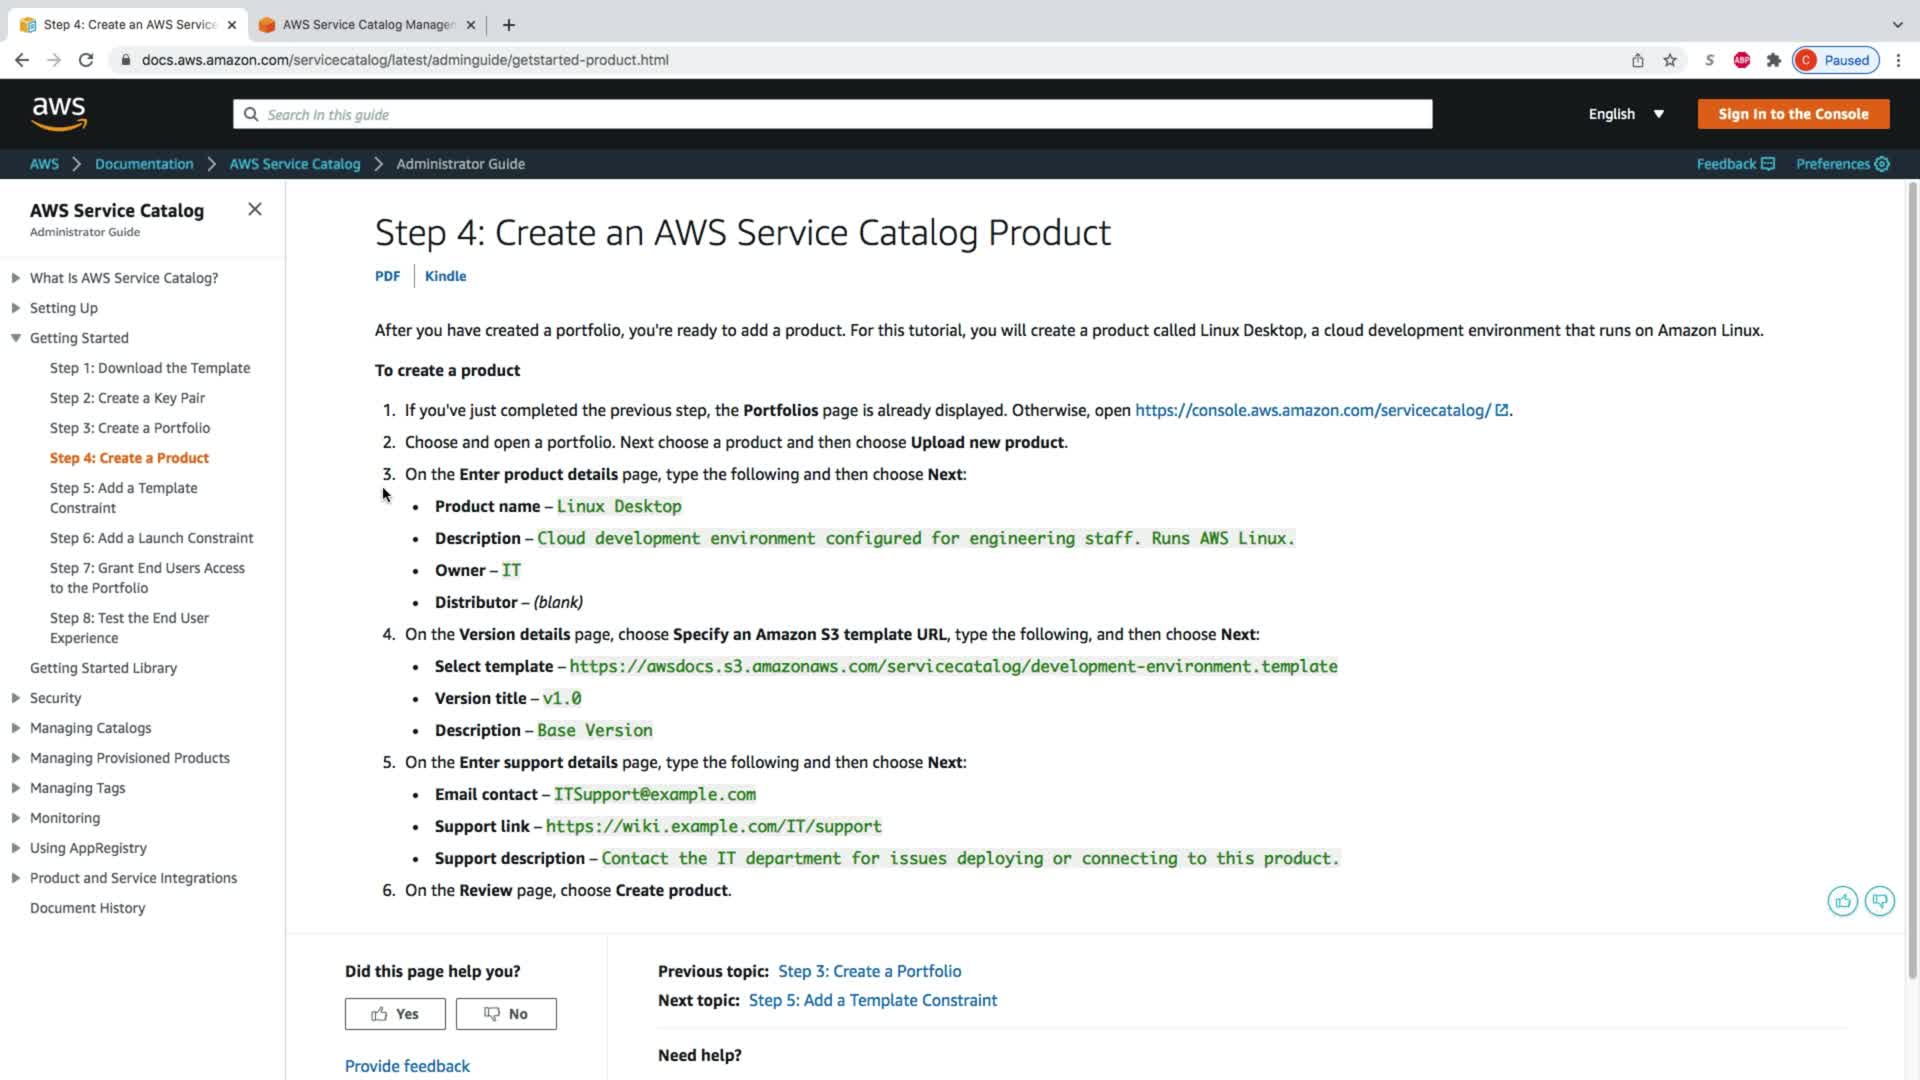 Step 4: Create an AWS Service
AWS Service Catalog Manager
docs.aws.amazon.com/servicecatalog/latest/adminguide/getstarted-product.html
S
ABP
C
Paused
aws
Search in this guide
English
Sign In to the Console
AWS
Documentation
AWS Service Catalog
Administrator Guide
Feedback
Preferences
AWS Service Catalog
Administrator Guide
What Is AWS Service Catalog?
Setting Up
Getting Started
Step 1: Download the Template
Step 2: Create a Key Pair
Step 3: Create a Portfolio
Step 4: Create a Product
Step 5: Add a Template
Constraint
Step 6: Add a Launch Constraint
Step 7: Grant End Users Access
to the Portfolio
Step 8: Test the End User
Experience
Getting Started Library
Security
Managing Catalogs
Managing Provisioned Products
Managing Tags
Monitoring
Using AppRegistry
Product and Service Integrations
Document History
Step 4: Create an AWS Service Catalog Product
PDF
Kindle
After you have created a portfolio, you're ready to add a product. For this tutorial, you will create a product called Linux Desktop, a cloud development environment that runs on Amazon Linux.
To create a product
1. If you've just completed the previous step, the Portfolios page is already displayed. Otherwise, open https://console.aws.amazon.com/servicecatalog/.
2. Choose and open a portfolio. Next choose a product and then choose Upload new product.
3. On the Enter product details page, type the following and then choose Next:
• Product name – Linux Desktop
• Description – Cloud development environment configured for engineering staff. Runs AWS Linux.
• Owner – IT
• Distributor – (blank)
4. On the Version details page, choose Specify an Amazon S3 template URL, type the following, and then choose Next:
• Select template – https://awsdocs.s3.amazonaws.com/servicecatalog/development-environment.template
• Version title – v1.0
• Description – Base Version
5. On the Enter support details page, type the following and then choose Next:
• Email contact – ITSupport@example.com
• Support link – https://wiki.example.com/IT/support
• Support description – Contact the IT department for issues deploying or connecting to this product.
6. On the Review page, choose Create product.
Did this page help you?
Yes
No
Provide feedback
Previous topic: Step 3: Create a Portfolio
Next topic: Step 5: Add a Template Constraint
Need help?